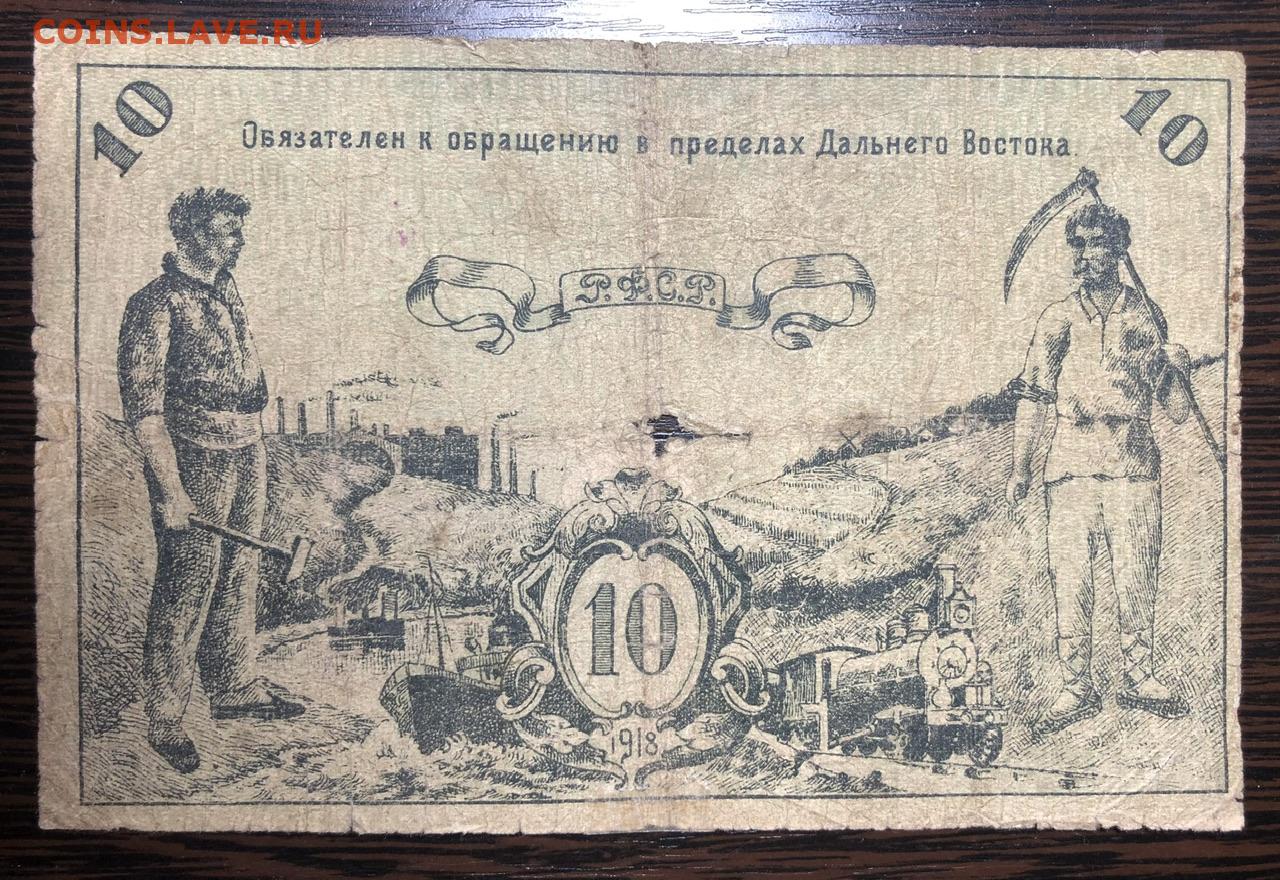 COINS.LAVE.RU
10 10
Обязателен к обращению в пределах Дальнего Востока.
Р.Ф.С.Р.
10
1918